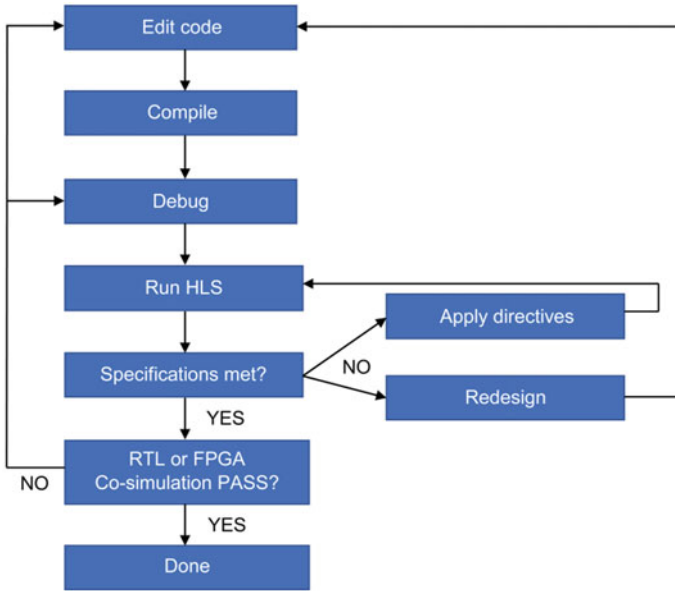 Edit code
Compile
Debug
Run HLS
Apply directives
Specifications met?
NO
Redesign
YES
RTL or FPGA
Co-simulation PASS?
NO
YES
Done